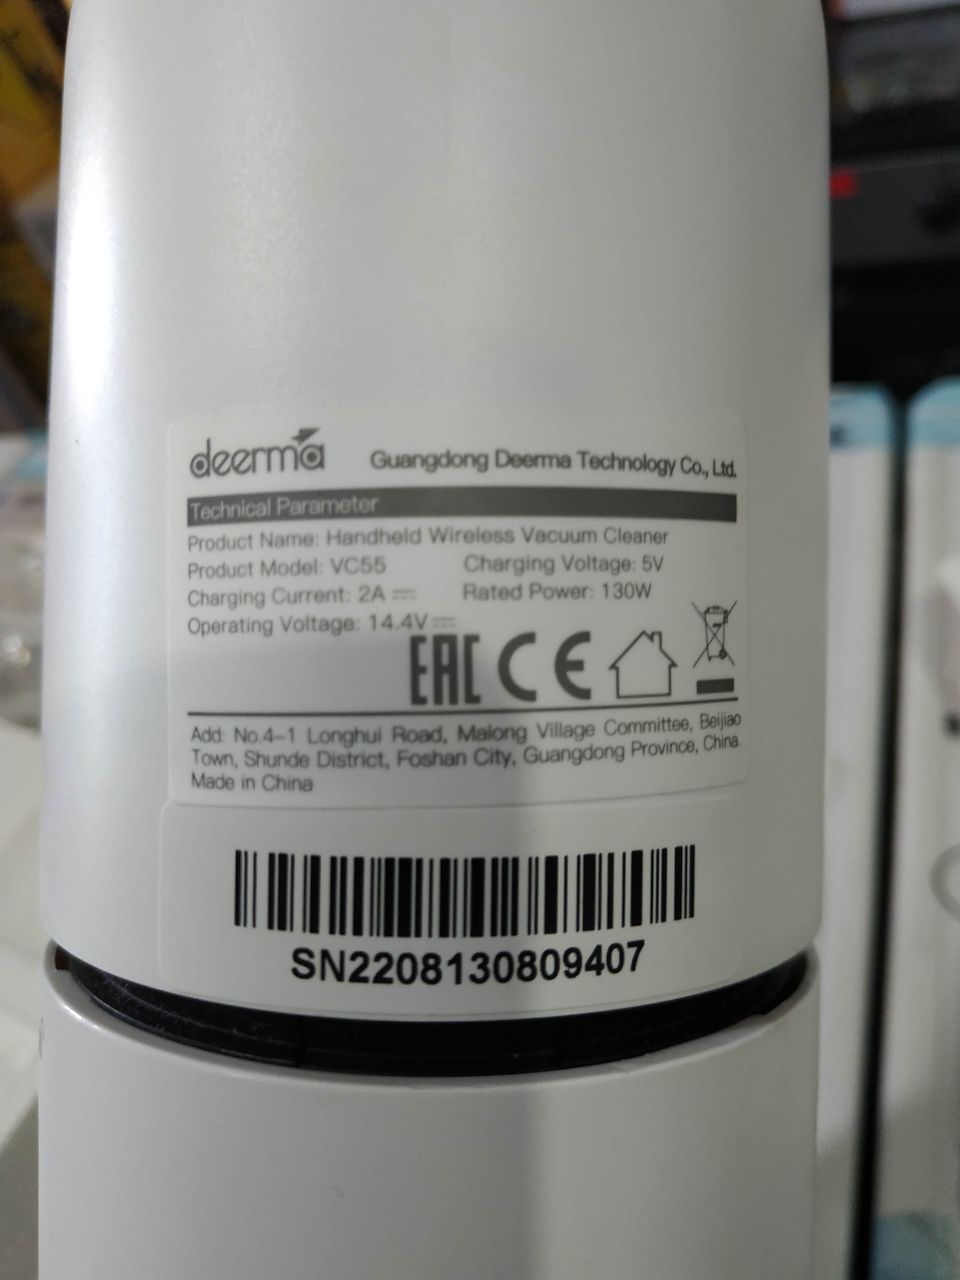 deerma Guangdong Deerma Technology Co., Ltd.
Technical Parameter
Product Name: Handheld Wireless Vacuum Cleaner
Product Model: VC55 Charging Voltage: 5V
Charging Current: 2A ⎓ Rated Power: 130W
Operating Voltage: 14.4V ⎓
EAC CE
Add: No.4-1 Longhui Road, Malong Village Committee, Beijiao
Town, Shunde District, Foshan City, Guangdong Province, China.
Made in China
SN2208130809407